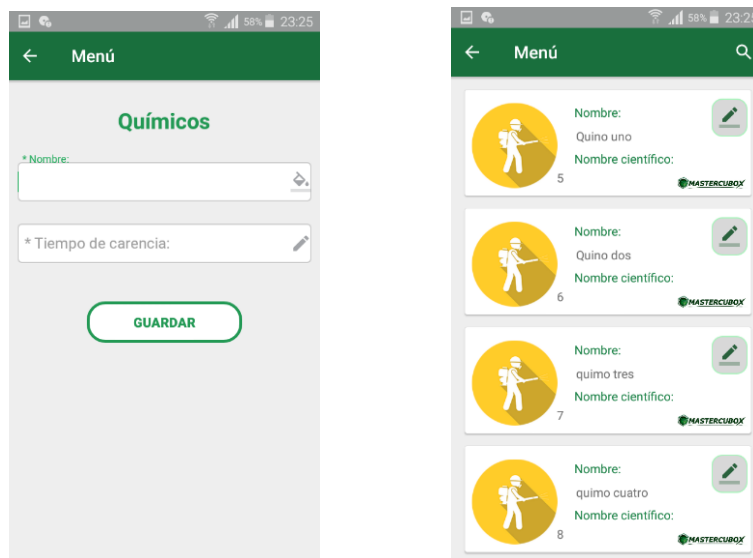 58% 23:25
Menú
Químicos
* Nombre:
* Tiempo de carencia:
GUARDAR
58% 23:25
Menú
Nombre:
Quino uno
Nombre científico:
5
MASTERCUBOX
Nombre:
Quino dos
Nombre científico:
6
MASTERCUBOX
Nombre:
quimo tres
Nombre científico:
7
MASTERCUBOX
Nombre:
quimo cuatro
Nombre científico:
8
MASTERCUBOX